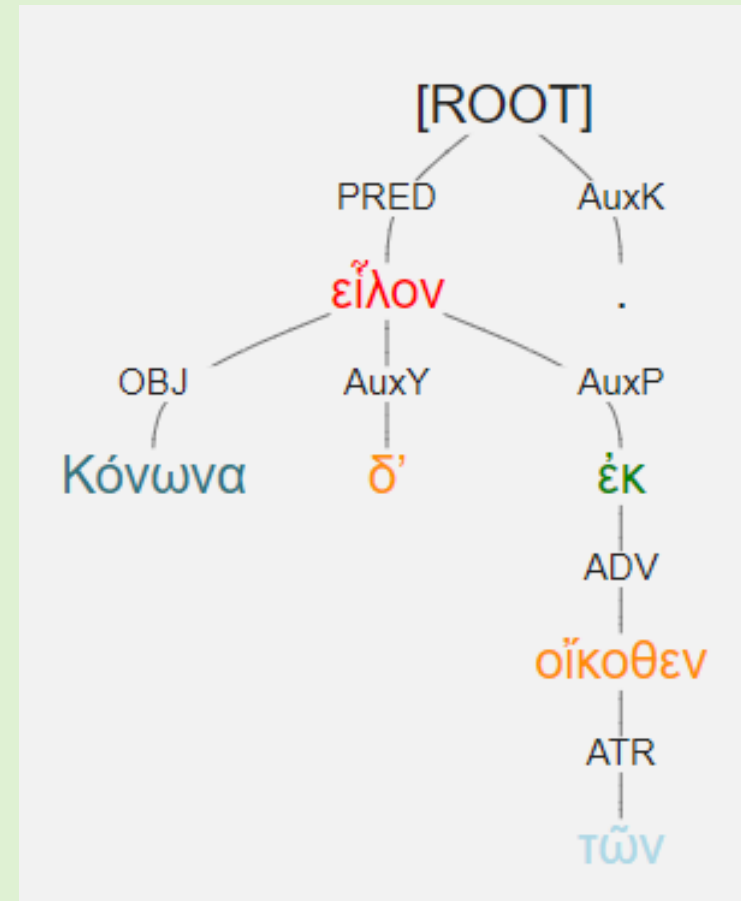 [ROOT]
PRED AuxK
εἷλον .
OBJ AuxY AuxP
Κόνωνα δ’ ἐκ
ADV
οἴκοθεν
ATR
τῶν